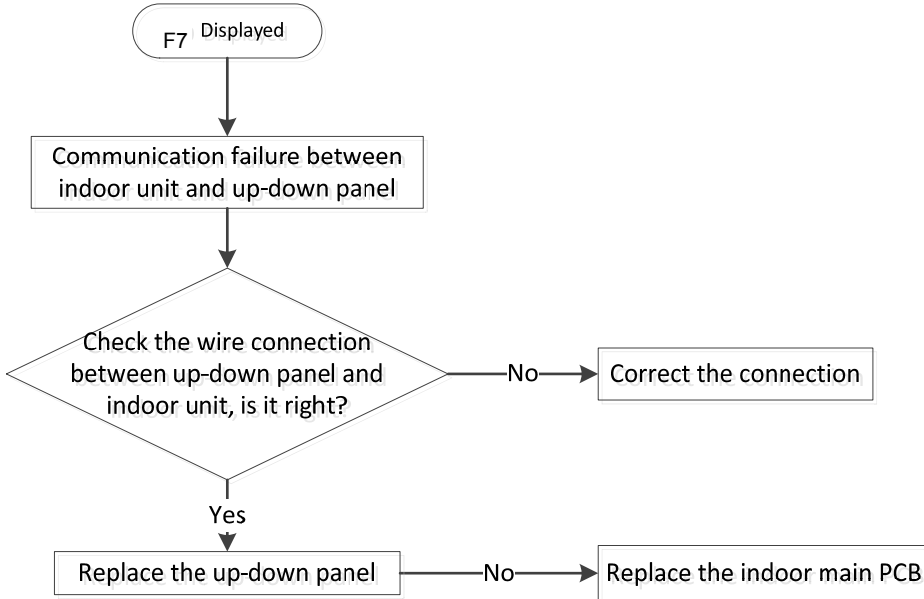 F7 Displayed
Communication failure between
indoor unit and up-down panel
Check the wire connection
between up-down panel and
indoor unit, is it right?
No
Correct the connection
Yes
Replace the up-down panel
No
Replace the indoor main PCB